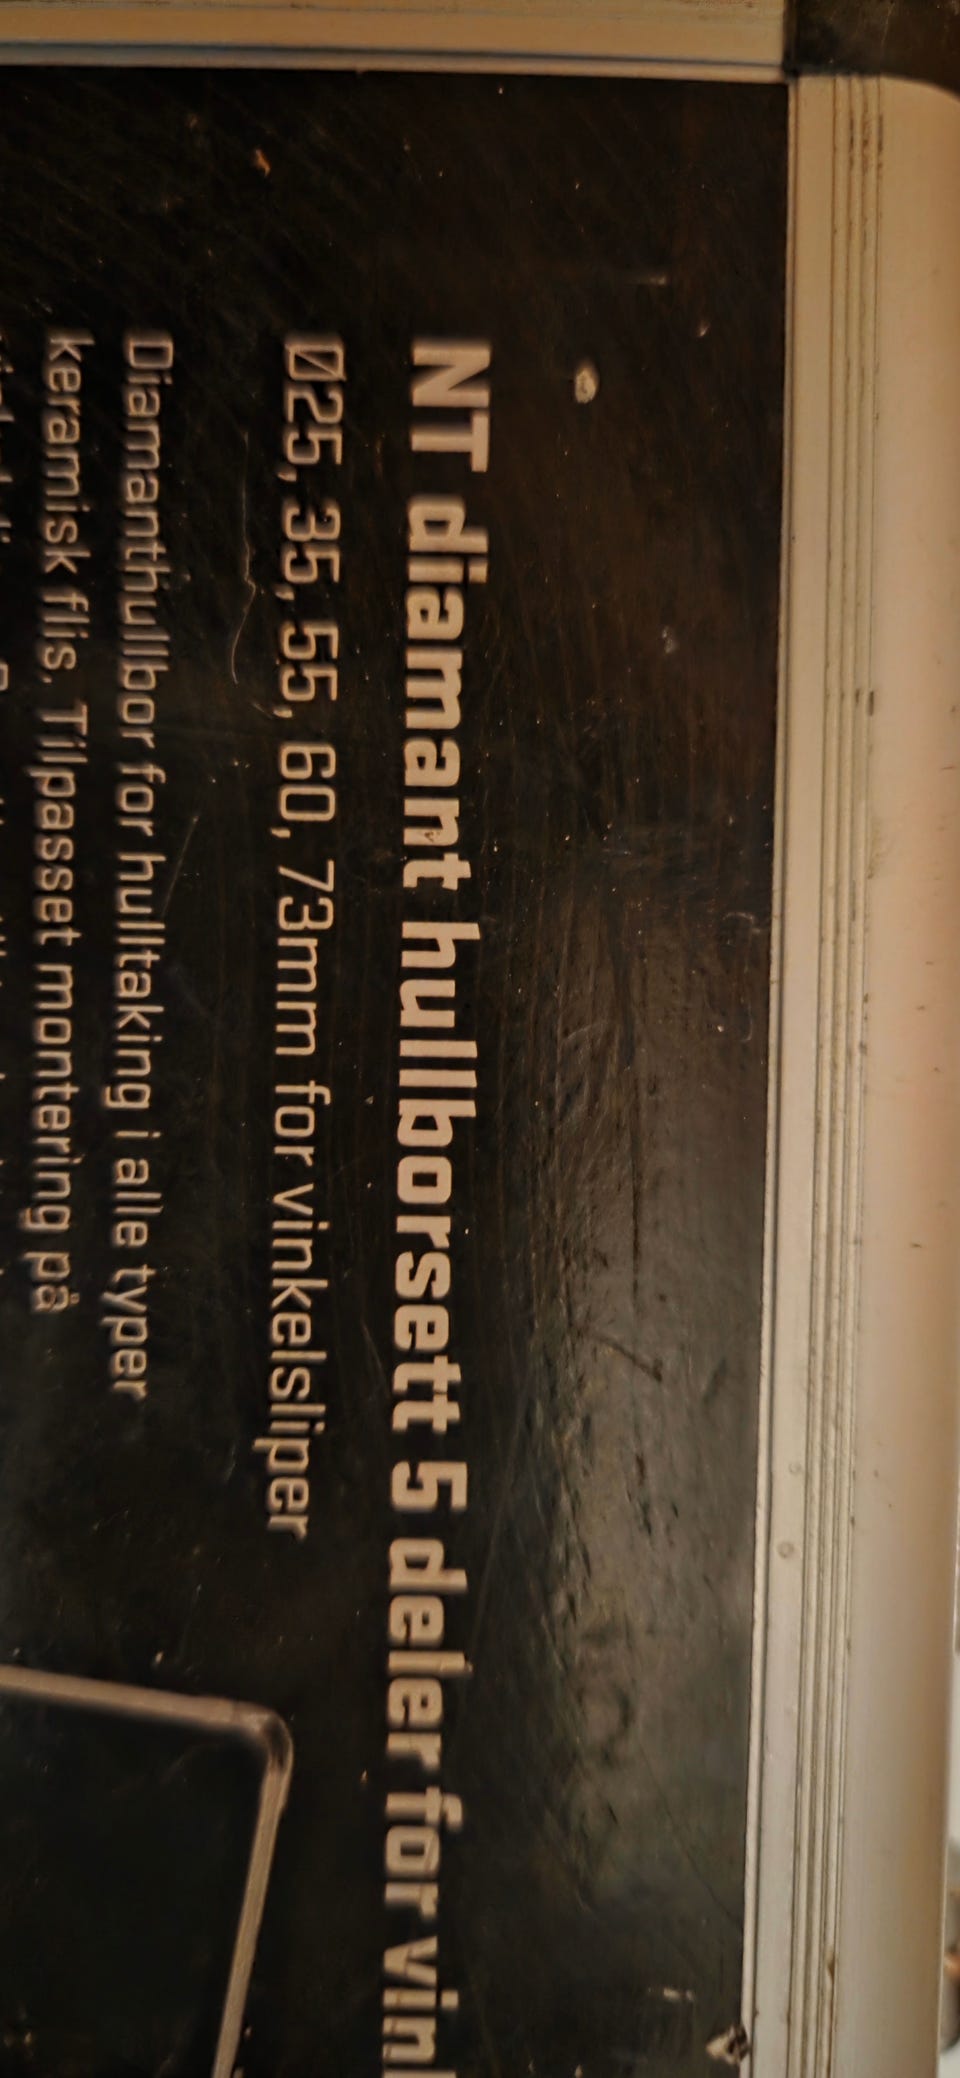 NT diamant hullborsett 5 deler for
Ø25, 35, 55, 60, 73mm for vinkelsliper
Diamanthullbor for hulltaking i alle typer
keramisk flis. Tilpasset montering på